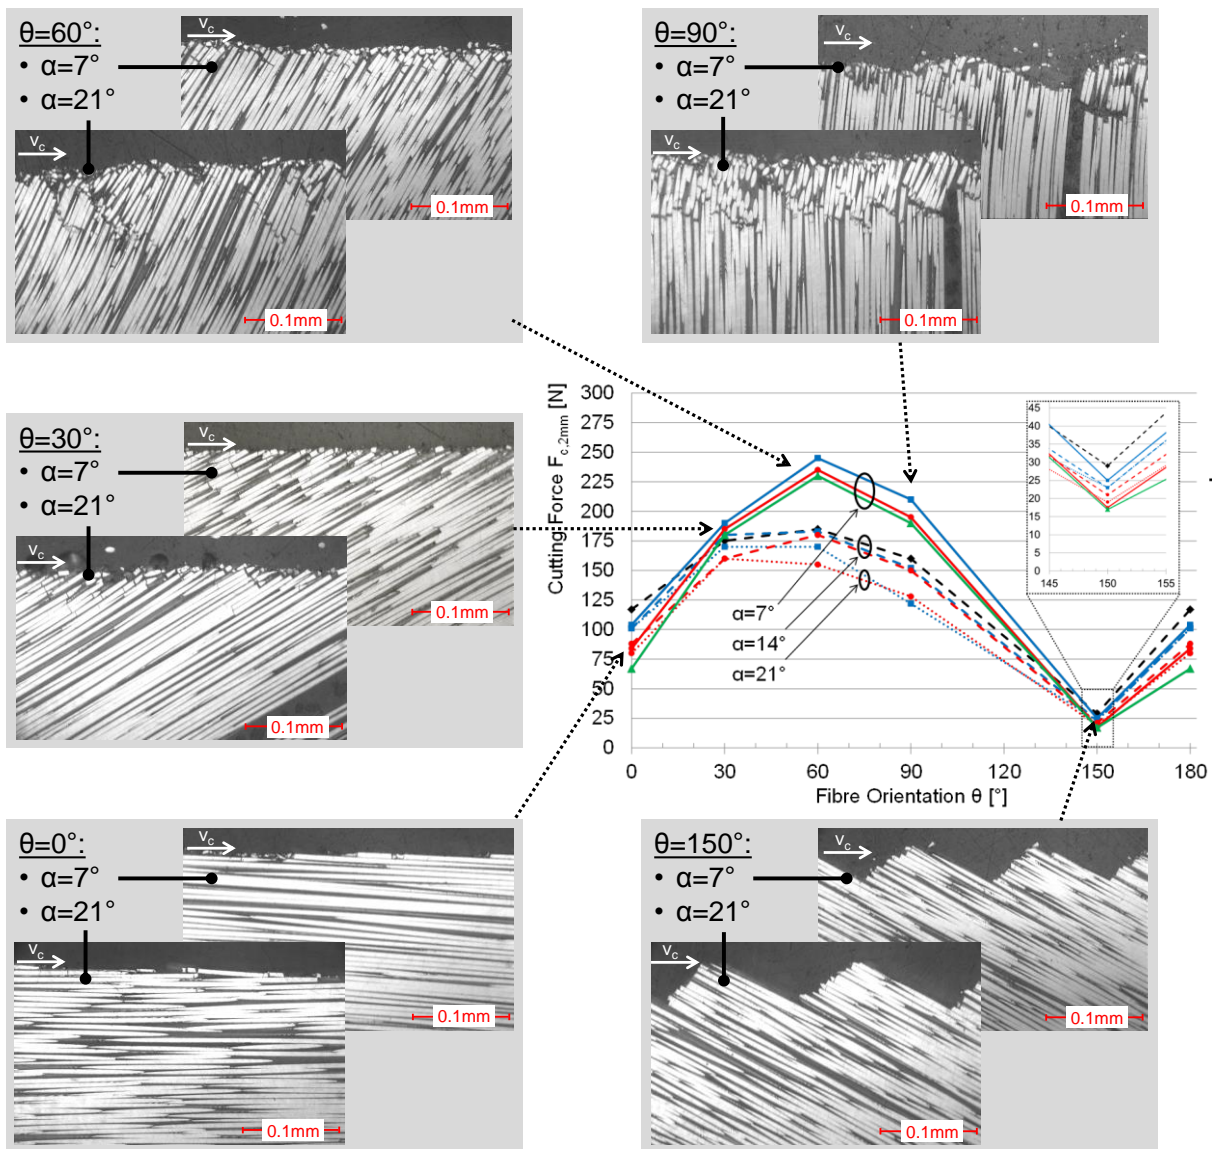 θ=60°:
• α=7°
• α=21°
vc
vc
0.1mm
0.1mm
θ=90°:
• α=7°
• α=21°
vc
vc
0.1mm
0.1mm
θ=30°:
• α=7°
• α=21°
vc
vc
0.1mm
0.1mm
Cutting Force Fc,2mm [N]
300
275
250
225
200
175
150
125
100
75
50
25
0
0 30 60 90 120 150 180
Fibre Orientation θ [°]
α=7°
α=14°
α=21°
45
40
35
30
25
20
15
10
5
0
145 150 155
θ=0°:
• α=7°
• α=21°
vc
vc
0.1mm
0.1mm
θ=150°:
• α=7°
• α=21°
vc
vc
0.1mm
0.1mm